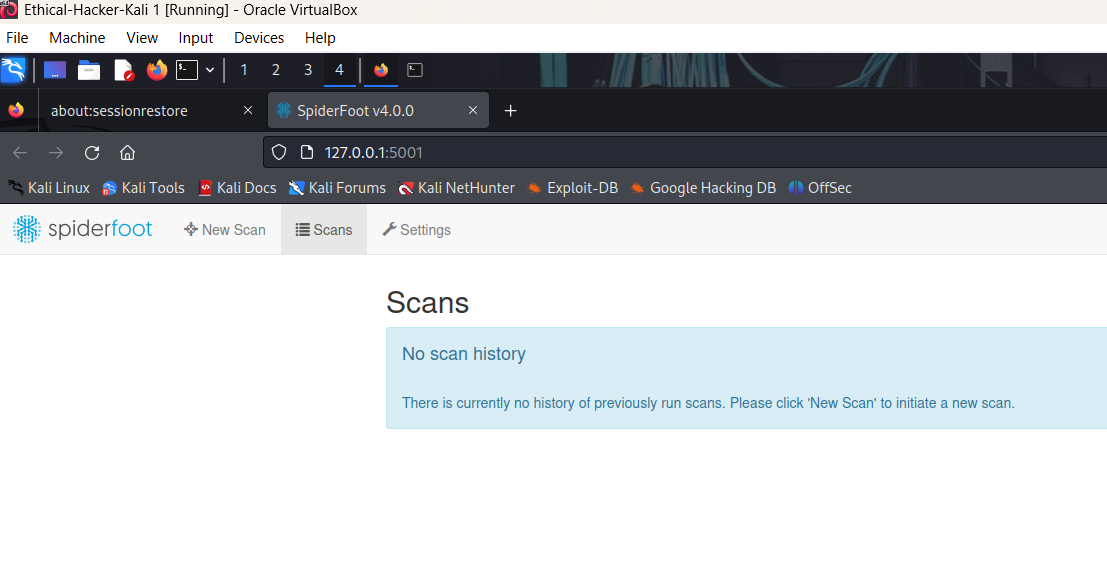 Ethical-Hacker-Kali 1 [Running] - Oracle VirtualBox
File Machine View Input Devices Help
1 2 3 4
about:sessionrestore SpiderFoot v4.0.0
127.0.0.1:5001
Kali Linux Kali Tools Kali Docs Kali Forums Kali NetHunter Exploit-DB Google Hacking DB OffSec
spiderfoot New Scan Scans Settings
Scans
No scan history
There is currently no history of previously run scans. Please click 'New Scan' to initiate a new scan.